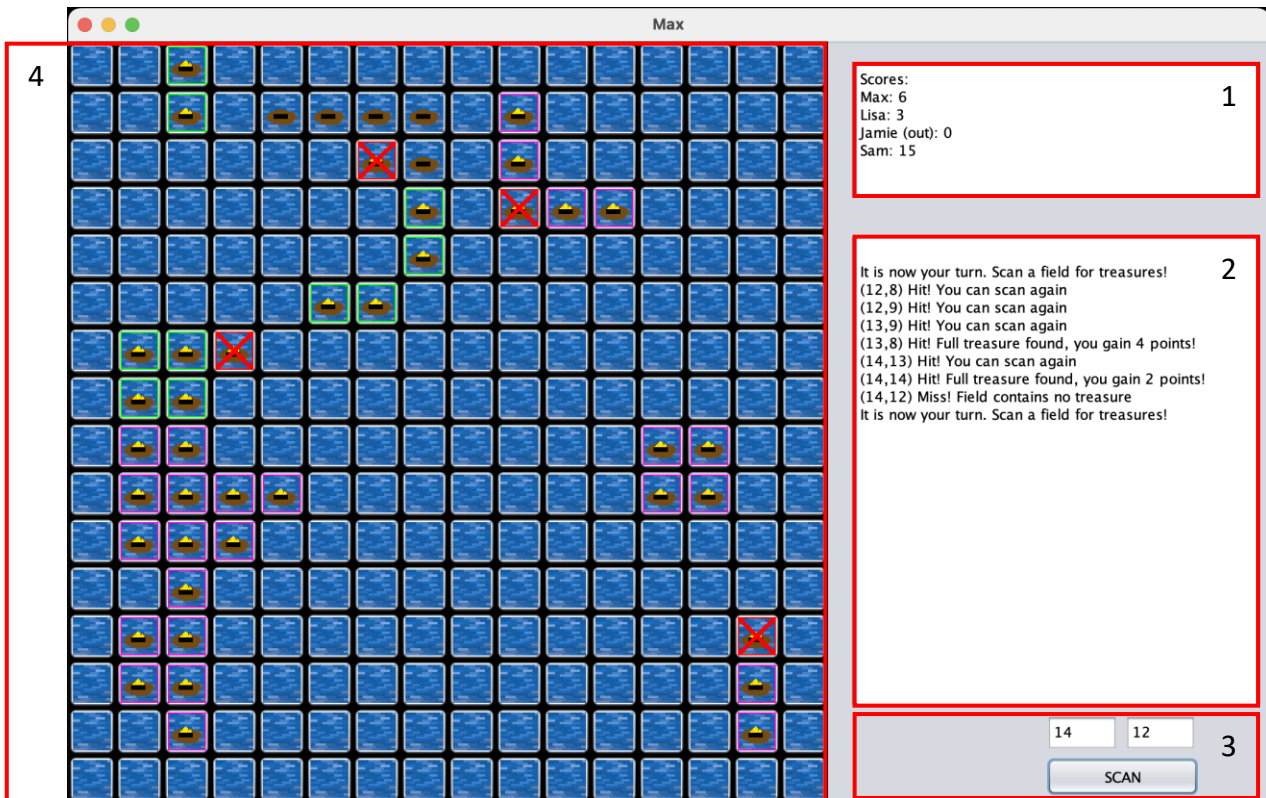 Max
4
Scores:
Max: 6
Lisa: 3
Jamie (out): 0
Sam: 15
1
It is now your turn. Scan a field for treasures!
(12,8) Hit! You can scan again
(12,9) Hit! You can scan again
(13,9) Hit! You can scan again
(13,8) Hit! Full treasure found, you gain 4 points!
(14,13) Hit! You can scan again
(14,14) Hit! Full treasure found, you gain 2 points!
(14,12) Miss! Field contains no treasure
It is now your turn. Scan a field for treasures!
2
14 12
SCAN
3